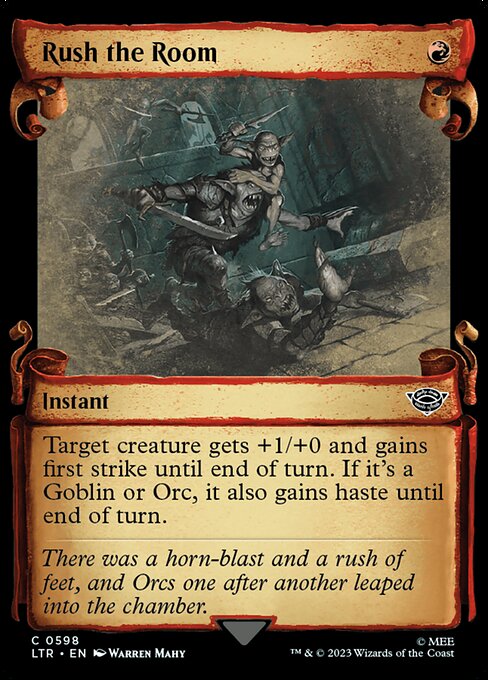 Rush the Room
Instant
Target creature gets +1/+0 and gains
first strike until end of turn. If it's a
Goblin or Orc, it also gains haste until
end of turn.
There was a horn-blast and a rush of
feet, and Orcs one after another leaped
into the chamber.
C 0598
LTR • EN Warren Mahy
© MEE
™ & © 2023 Wizards of the Coast